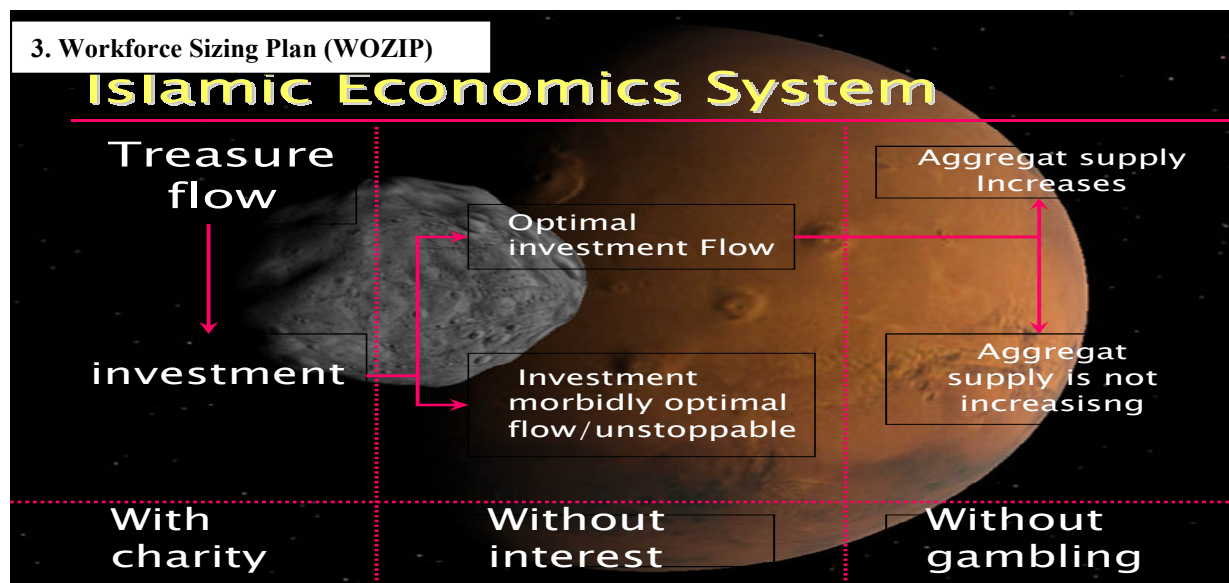 3. Workforce Sizing Plan (WOZIP)
Islamic Economics System
Treasure
flow
investment
Optimal
investment Flow
Investment
morbidly optimal
flow/unstoppable
Aggregat supply
Increases
Aggregat
supply is not
increasisng
With
charity
Without
interest
Without
gambling